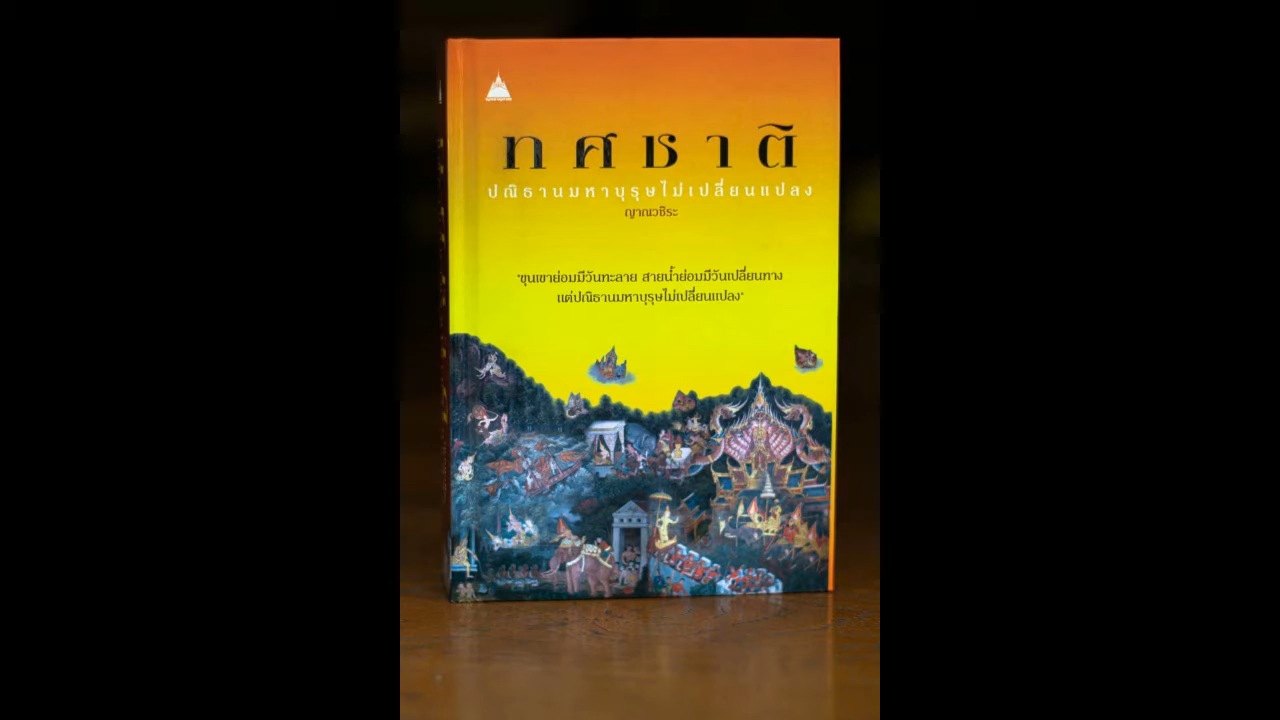 ทศชาติ
ปณิธานมหาบุรุษไม่เปลี่ยนแปลง
ญาณวชิระ
"ขุนเขาย่อมมีวันทะลาย สายน้ำย่อมมีวันเปลี่ยนทาง
แต่ปณิธานมหาบุรุษไม่เปลี่ยนแปลง"